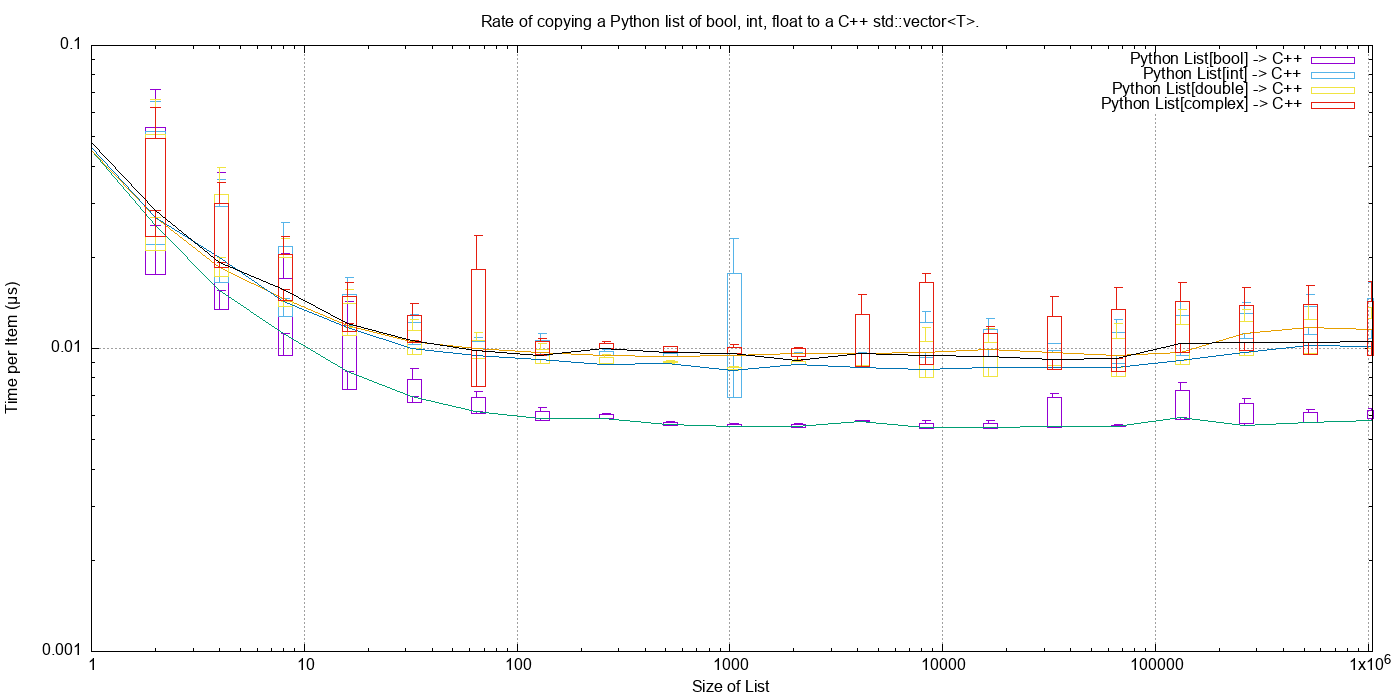 Rate of copying a Python list of bool, int, float to a C++ std::vector<T>.
0.1
0.01
0.001
Time per Item (µs)
Python List[bool] -> C++
Python List[int] -> C++
Python List[double] -> C++
Python List[complex] -> C++
1 10 100 1000 10000 100000 1x10⁶
Size of List